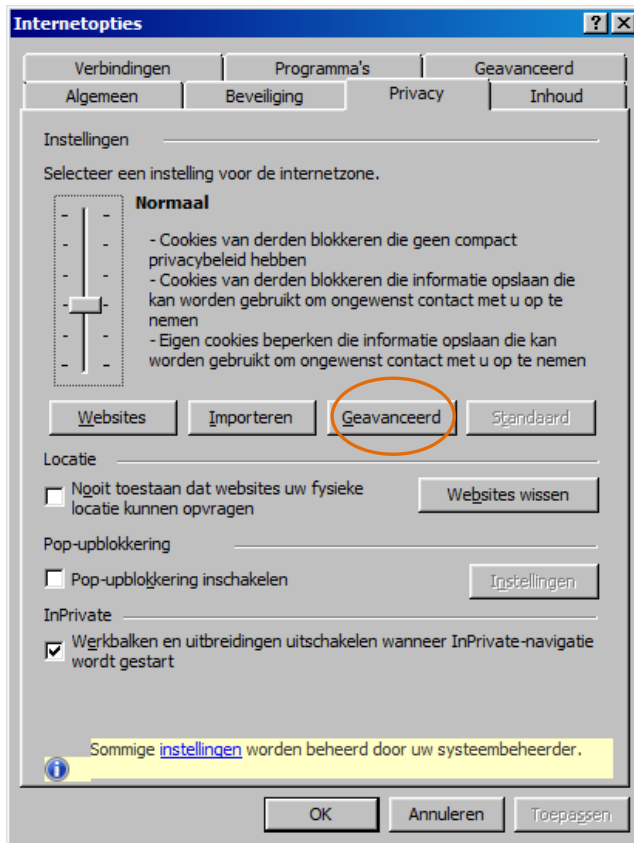 Internetopties
Verbindingen Programma's Geavanceerd
Algemeen Beveiliging Privacy Inhoud
Instellingen
Selecteer een instelling voor de internetzone.
Normaal
- Cookies van derden blokkeren die geen compact
privacybeleid hebben
- Cookies van derden blokkeren die informatie opslaan die
kan worden gebruikt om ongewenst contact met u op te
nemen
- Eigen cookies beperken die informatie opslaan die kan
worden gebruikt om ongewenst contact met u op te nemen
Websites Importeren Geavanceerd Standaard
Locatie
Nooit toestaan dat websites uw fysieke
locatie kunnen opvragen
Websites wissen
Pop-upblokkering
Pop-upblokkering inschakelen Instellingen
InPrivate
Werkbalken en uitbreidingen uitschakelen wanneer InPrivate-navigatie
wordt gestart
Sommige instellingen worden beheerd door uw systeembeheerder.
OK Annuleren Toepassen